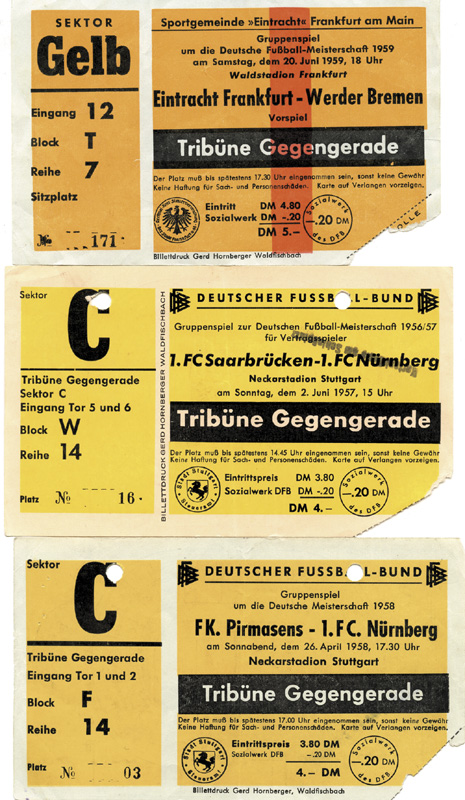 SEKTOR
Gelb
Eingang 12
Block T
Reihe 7
Sitzplatz
№ 171·
Sportgemeinde »Eintracht« Frankfurt am Main
Gruppenspiel
um die Deutsche Fußball-Meisterschaft 1959
am Samstag, dem 20. Juni 1959, 18 Uhr
Waldstadion Frankfurt
Eintracht Frankfurt - Werder Bremen
Vorspiel
Tribüne Gegengerade
Der Platz muß bis spätestens 17.30 Uhr eingenommen sein, sonst keine Gewähr
Keine Haftung für Sach- und Personenschäden. Karte auf Verlangen vorzeigen.
Eintritt DM 4.80
Sozialwerk DM -.20
DM 5.-
Sozialwerk
-.20 DM
des DFB
OLLE
Billettdruck Gerd Hornberger Waldfischbach
Sektor
C
Tribüne Gegengerade
Sektor C
Eingang Tor 5 und 6
Block W
Reihe 14
Platz № 16·
BILLETTDRUCK GERD HORNBERGER WALDFISCHBACH
DFB DEUTSCHER FUSSBALL-BUND DFB
Gruppenspiel zur Deutschen Fußball-Meisterschaft 1956/57
für Vertragsspieler
1. FC Saarbrücken-1. FC Nürnberg
Neckarstadion Stuttgart
am Sonntag, dem 2. Juni 1957, 15 Uhr
Tribüne Gegengerade
Der Platz muß bis spätestens 14.45 Uhr eingenommen sein, sonst keine Gewähr
Keine Haftung für Sach- und Personenschäden. Karte auf Verlangen vorzeigen.
Stadt Stuttgart
Steueramt
Eintrittspreis DM 3.80
Sozialwerk DFB DM -.20
DM 4.-
Sozialwerk
-.20 DM
des DFB
Sektor
C
Tribüne Gegengerade
Eingang Tor 1 und 2
Block F
Reihe 14
Platz № 03
DFB DEUTSCHER FUSSBALL-BUND DFB
Gruppenspiel
um die Deutsche Meisterschaft 1958
FK. Pirmasens - 1. FC. Nürnberg
am Sonnabend, dem 26. April 1958, 17.30 Uhr
Neckarstadion Stuttgart
Tribüne Gegengerade
Der Platz muß bis spätestens 17.00 Uhr eingenommen sein, sonst keine Gewähr
Keine Haftung für Sach- und Personenschäden. Karte auf Verlangen vorzeigen.
Stadt Stuttgart
Steueramt
Eintrittspreis 3.80 DM
Sozialwerk DFB -.20 DM
4.- DM
Sozialwerk
-.20 DM
des DFB
Billettdruck Gerd Hornberger, Waldfischbach